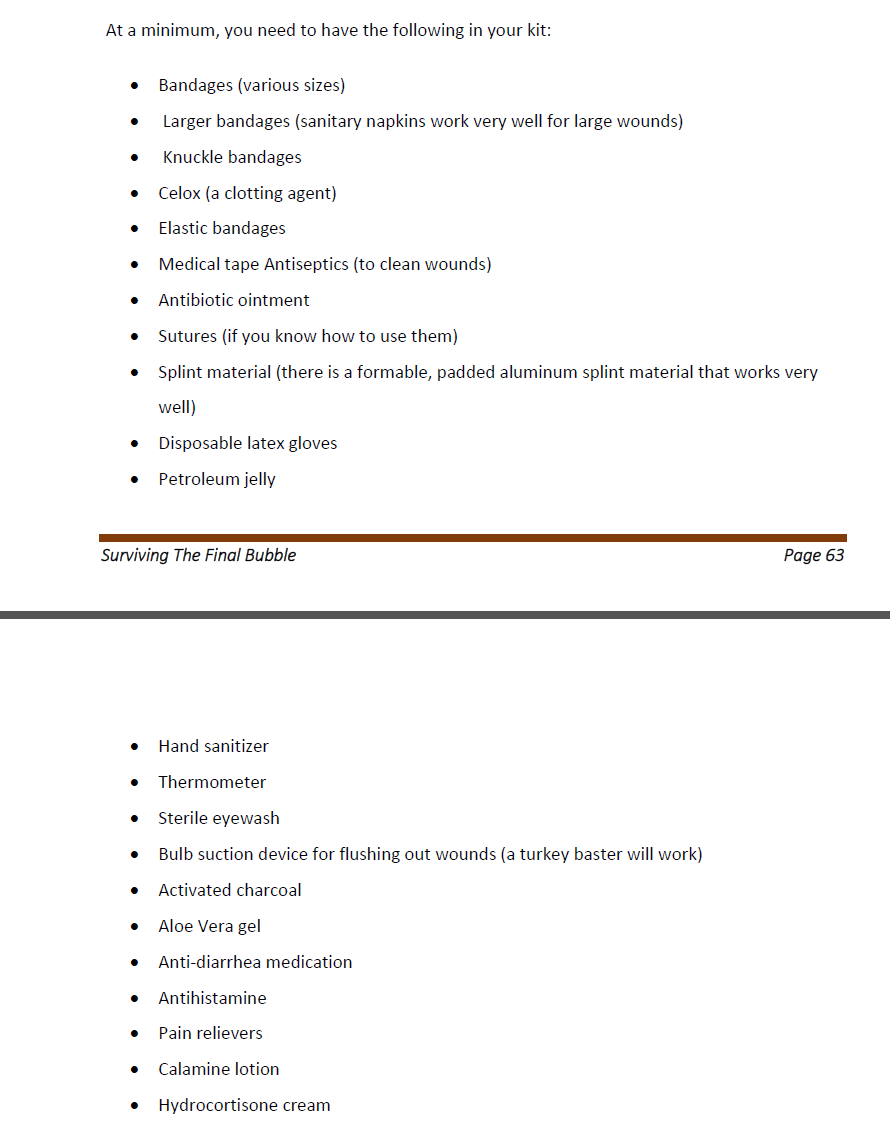 At a minimum, you need to have the following in your kit:
• Bandages (various sizes)
• Larger bandages (sanitary napkins work very well for large wounds)
• Knuckle bandages
• Celox (a clotting agent)
• Elastic bandages
• Medical tape Antiseptics (to clean wounds)
• Antibiotic ointment
• Sutures (if you know how to use them)
• Splint material (there is a formable, padded aluminum splint material that works very
well)
• Disposable latex gloves
• Petroleum jelly
Surviving The Final Bubble Page 63
• Hand sanitizer
• Thermometer
• Sterile eyewash
• Bulb suction device for flushing out wounds (a turkey baster will work)
• Activated charcoal
• Aloe Vera gel
• Anti-diarrhea medication
• Antihistamine
• Pain relievers
• Calamine lotion
• Hydrocortisone cream